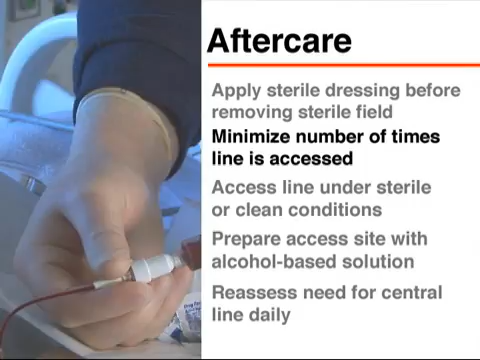 Aftercare
Apply sterile dressing before
removing sterile field
Minimize number of times
line is accessed
Access line under sterile
or clean conditions
Prepare access site with
alcohol-based solution
Reassess need for central
line daily